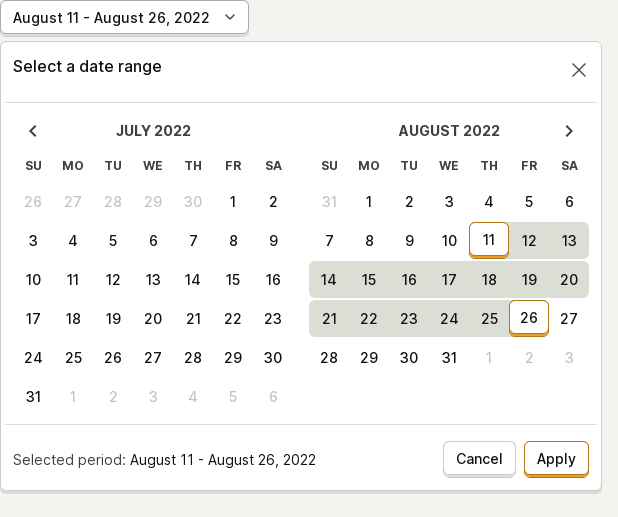 August 11 - August 26, 2022
Select a date range
JULY 2022 AUGUST 2022
SU MO TU WE TH FR SA SU MO TU WE TH FR SA
26 27 28 29 30 1 2 31 1 2 3 4 5 6
3 4 5 6 7 8 9 7 8 9 10 11 12 13
10 11 12 13 14 15 16 14 15 16 17 18 19 20
17 18 19 20 21 22 23 21 22 23 24 25 26 27
24 25 26 27 28 29 30 28 29 30 31 1 2 3
31 1 2 3 4 5 6
Selected period: August 11 - August 26, 2022 Cancel Apply